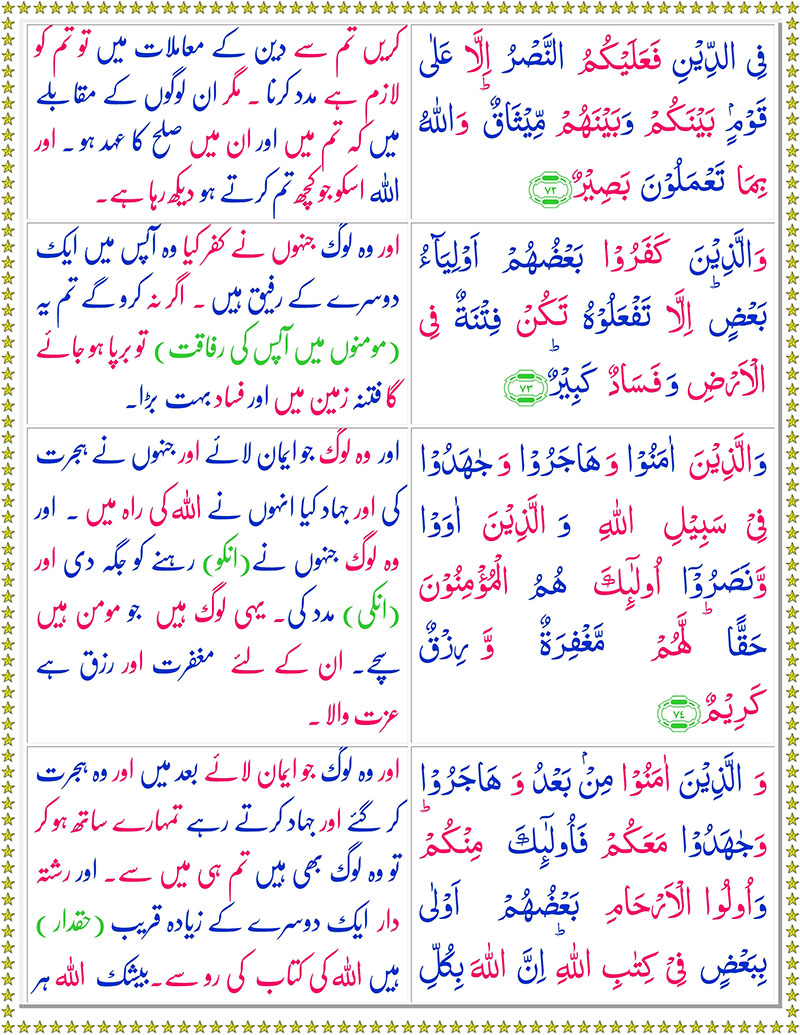 فِى الدِّيْنِ فَعَلَيْكُمُ النَّصْرُ اِلَّا عَلٰى
قَوْمٍۭ بَيْنَكُمْ وَبَيْنَهُمْ مِّيْثَاقٌ ؕ وَاللّٰهُ
بِمَا تَعْمَلُوْنَ بَصِيْرٌ ﴿٧٢﴾
کریں تم سے دین کے معاملات میں تو تم کو
لازم ہے مدد کرنا ۔ مگر ان لوگوں کے مقابلے
میں کہ تم میں اور ان میں صلح کا عہد ہو ۔ اور
اللہ اسکو جو کچھ تم کرتے ہو دیکھ رہا ہے۔
وَالَّذِيْنَ كَفَرُوْا بَعْضُهُمْ اَوْلِيَآءُ
بَعْضٍ ؕ اِلَّا تَفْعَلُوْهُ تَكُنْ فِتْنَةٌ فِى
الْاَرْضِ وَ فَسَادٌ كَبِيْرٌ ؕ ﴿٧٣﴾
اور وہ لوگ جنہوں نے کفر کیا وہ آپس میں ایک
دوسرے کے رفیق ہیں ۔ اگر نہ کرو گے تم یہ
(مومنوں میں آپس کی رفاقت) تو برپا ہو جائے
گا فتنہ زمین میں اور فساد بہت بڑا۔
وَالَّذِيْنَ اٰمَنُوْا وَ هَاجَرُوْا وَ جٰهَدُوْا
فِىْ سَبِيْلِ اللّٰهِ وَ الَّذِيْنَ اٰوَوْا
وَّنَصَرُوْۤا اُولٰٓئِكَ هُمُ الْمُؤْمِنُوْنَ
حَقًّا ؕ لَّهُمْ مَّغْفِرَةٌ وَّ رِزْقٌ
كَرِيْمٌ ﴿٧٤﴾
اور وہ لوگ جو ایمان لائے اور جنہوں نے ہجرت
کی اور جہاد کیا انہوں نے اللہ کی راہ میں ۔ اور
وہ لوگ جنہوں نے (انکو) رہنے کو جگہ دی اور
(انکی) مدد کی۔ یہی لوگ ہیں جو مومن ہیں
سچے۔ ان کے لئے مغفرت اور رزق ہے
عزت والا ۔
وَ الَّذِيْنَ اٰمَنُوْا مِنْۢ بَعْدُ وَ هَاجَرُوْا
وَجٰهَدُوْا مَعَكُمْ فَاُولٰٓئِكَ مِنْكُمْ ؕ
وَاُولُوا الْاَرْحَامِ بَعْضُهُمْ اَوْلٰى
بِبَعْضٍ فِىْ كِتٰبِ اللّٰهِ ؕ اِنَّ اللّٰهَ بِكُلِّ
اور وہ لوگ جو ایمان لائے بعد میں اور وہ ہجرت
کر گئے اور جہاد کرتے رہے تمہارے ساتھ ہو کر
تو وہ لوگ بھی ہیں تم ہی میں سے۔ اور رشتہ
دار ایک دوسرے کے زیادہ قریب (حقدار )
ہیں اللہ کی کتاب کی رو سے۔ بیشک اللہ ہر